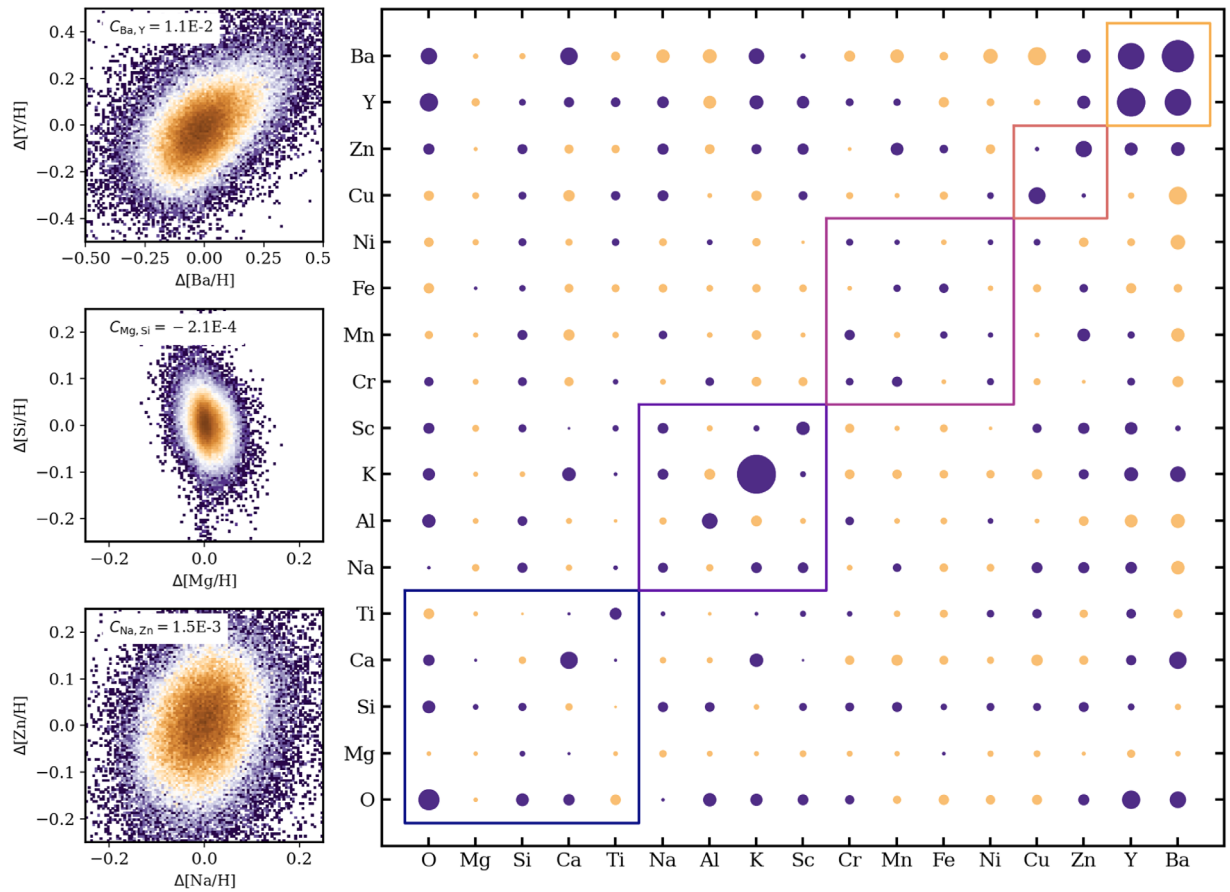 C_Ba, Y = 1.1E-2
0.4
0.2
0.0
−0.2
−0.4
Δ[Y/H]
−0.50 −0.25 0.00 0.25 0.5
Δ[Ba/H]
C_Mg, Si = − 2.1E-4
0.2
0.1
0.0
−0.1
−0.2
Δ[Si/H]
−0.2 0.0 0.2
Δ[Mg/H]
C_Na, Zn = 1.5E-3
0.2
0.1
0.0
−0.1
−0.2
Δ[Zn/H]
−0.2 0.0 0.2
Δ[Na/H]
Ba
Y
Zn
Cu
Ni
Fe
Mn
Cr
Sc
K
Al
Na
Ti
Ca
Si
Mg
O
O Mg Si Ca Ti Na Al K Sc Cr Mn Fe Ni Cu Zn Y Ba